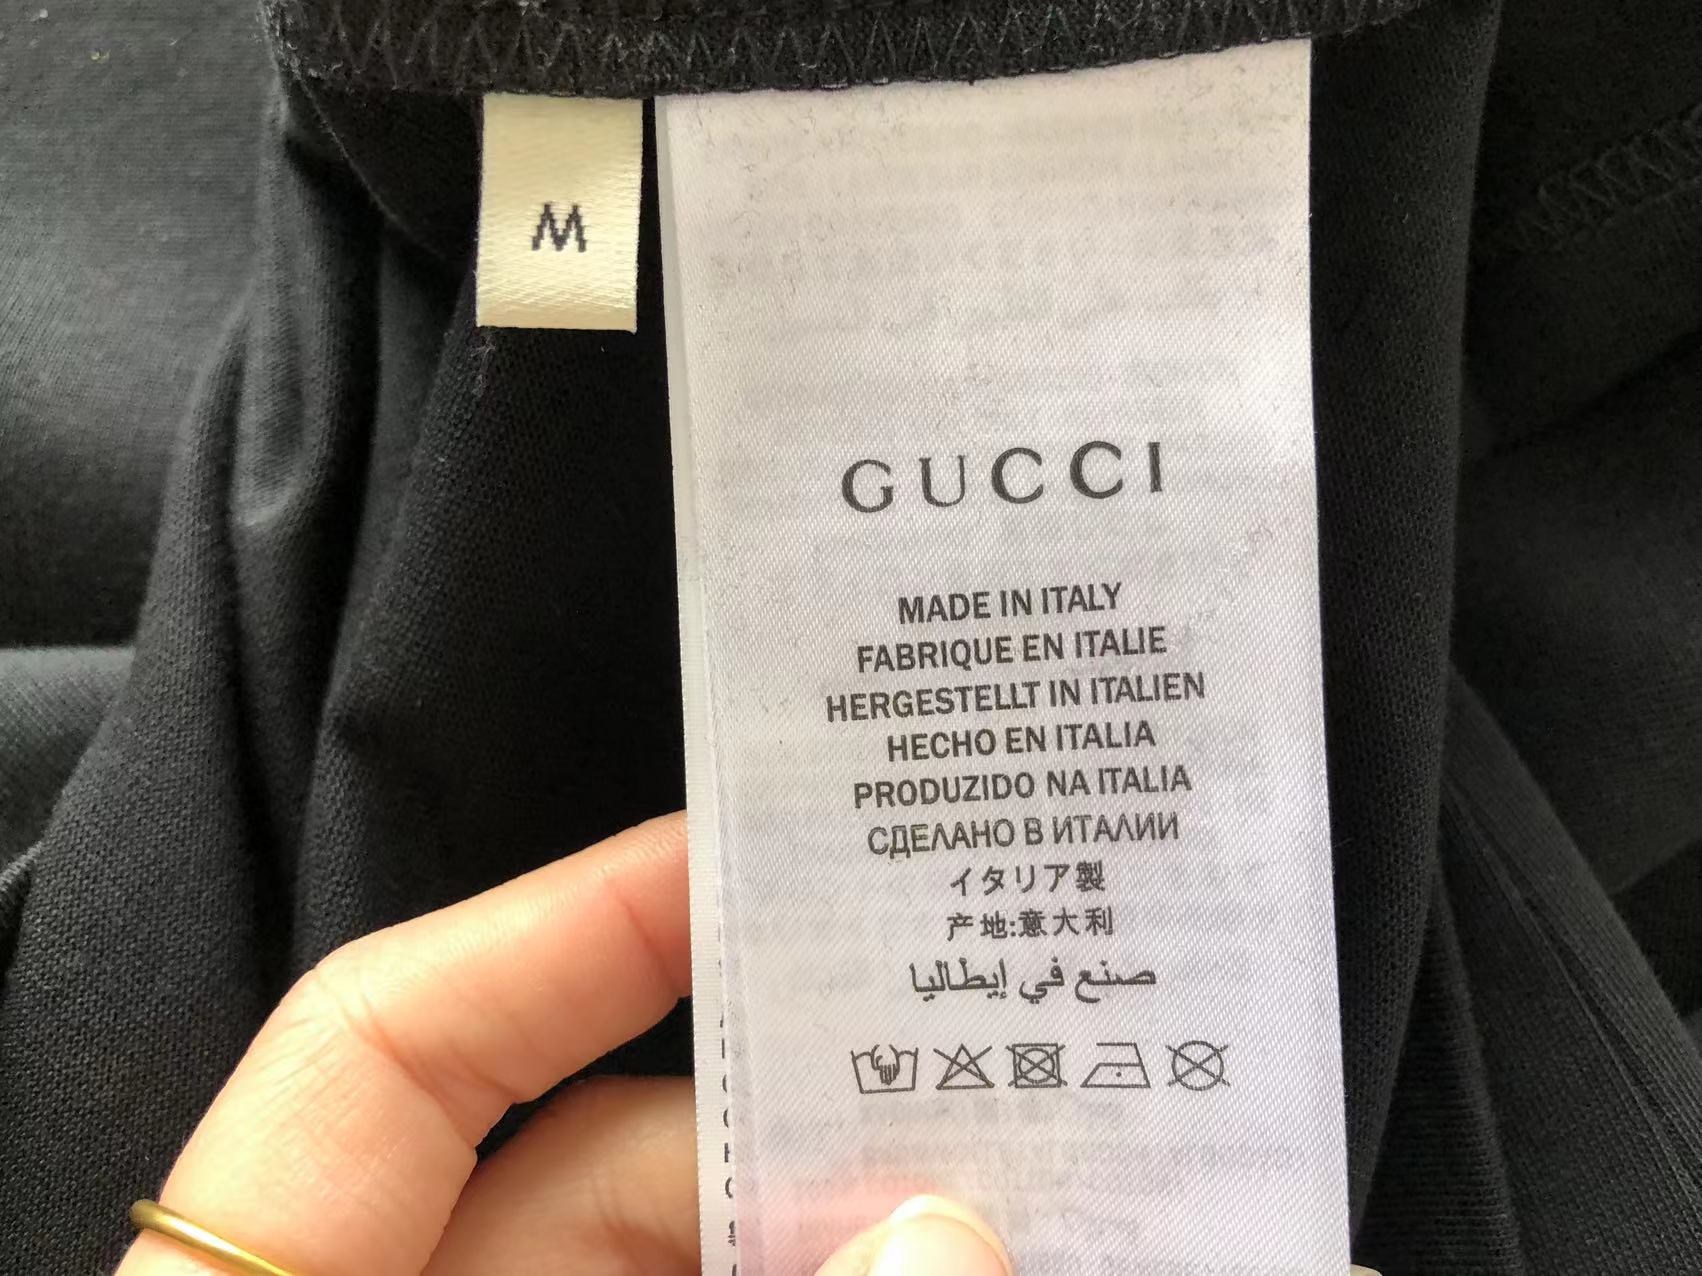 M
GUCCI
MADE IN ITALY
FABRIQUE EN ITALIE
HERGESTELLT IN ITALIEN
HECHO EN ITALIA
PRODUZIDO NA ITALIA
СДЕЛАНО В ИТАЛИИ
イタリア製
产地:意大利
صنع في إيطاليا